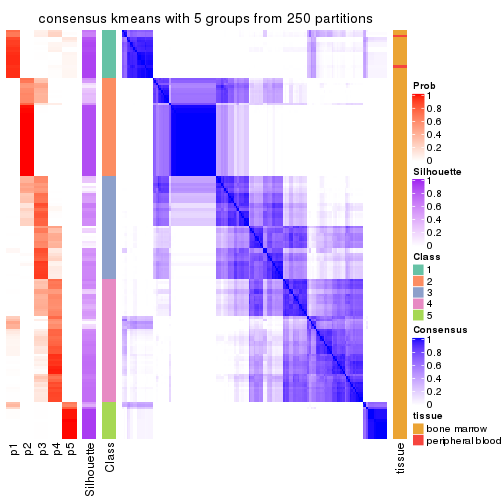 consensus kmeans with 5 groups from 250 partitions
Prob
1
0.8
0.6
0.4
0.2
0
Silhouette
1
0.8
0.6
0.4
0.2
0
Class
1
2
3
4
5
Consensus
1
0.8
0.6
0.4
0.2
0
tissue
bone marrow
peripheral blood
p1
p2
p3
p4
p5
Silhouette
Class
tissue